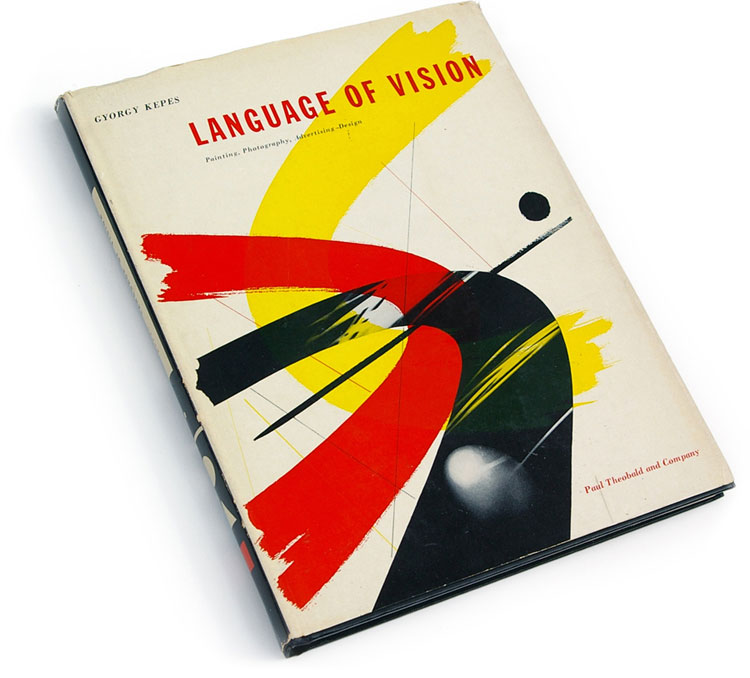 GYORGY KEPES
LANGUAGE OF VISION
Painting, Photography, Advertising-Design
Paul Theobald and Company